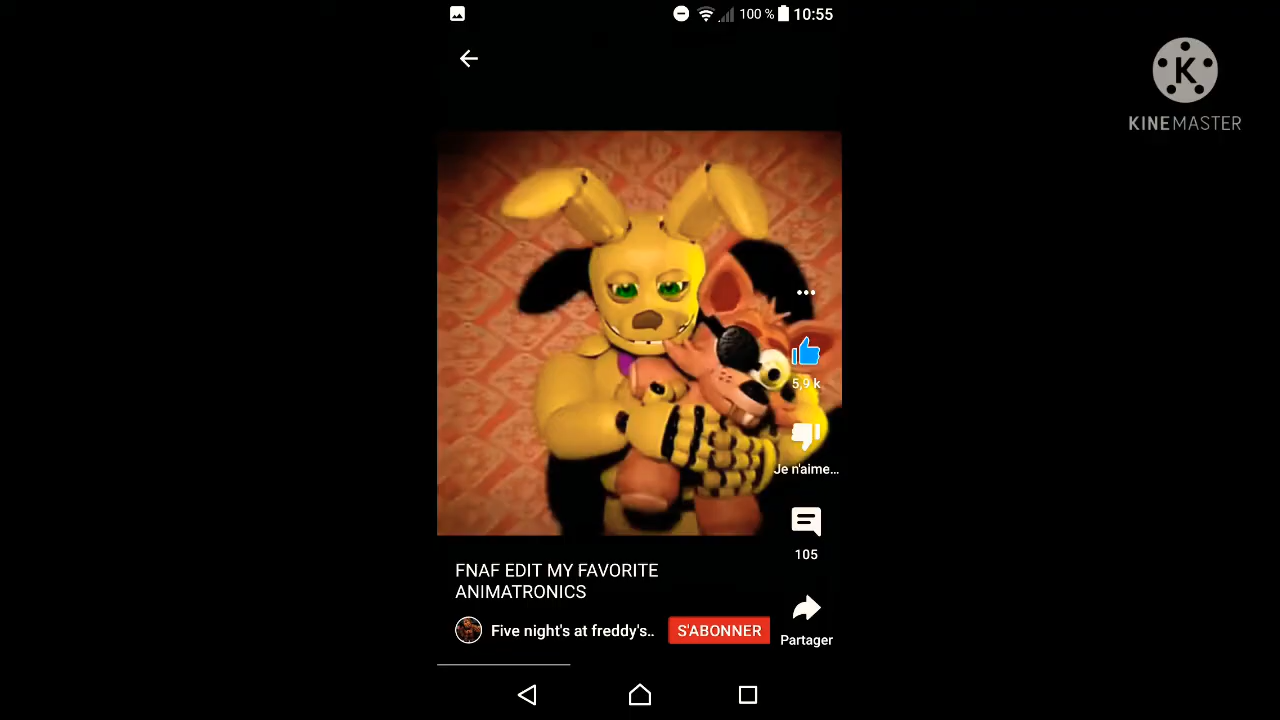 100 % 10:55
KINEMASTER
5,9 k
Je n'aime...
105
FNAF EDIT MY FAVORITE
ANIMATRONICS
Five night's at freddy's..
S'ABONNER
Partager